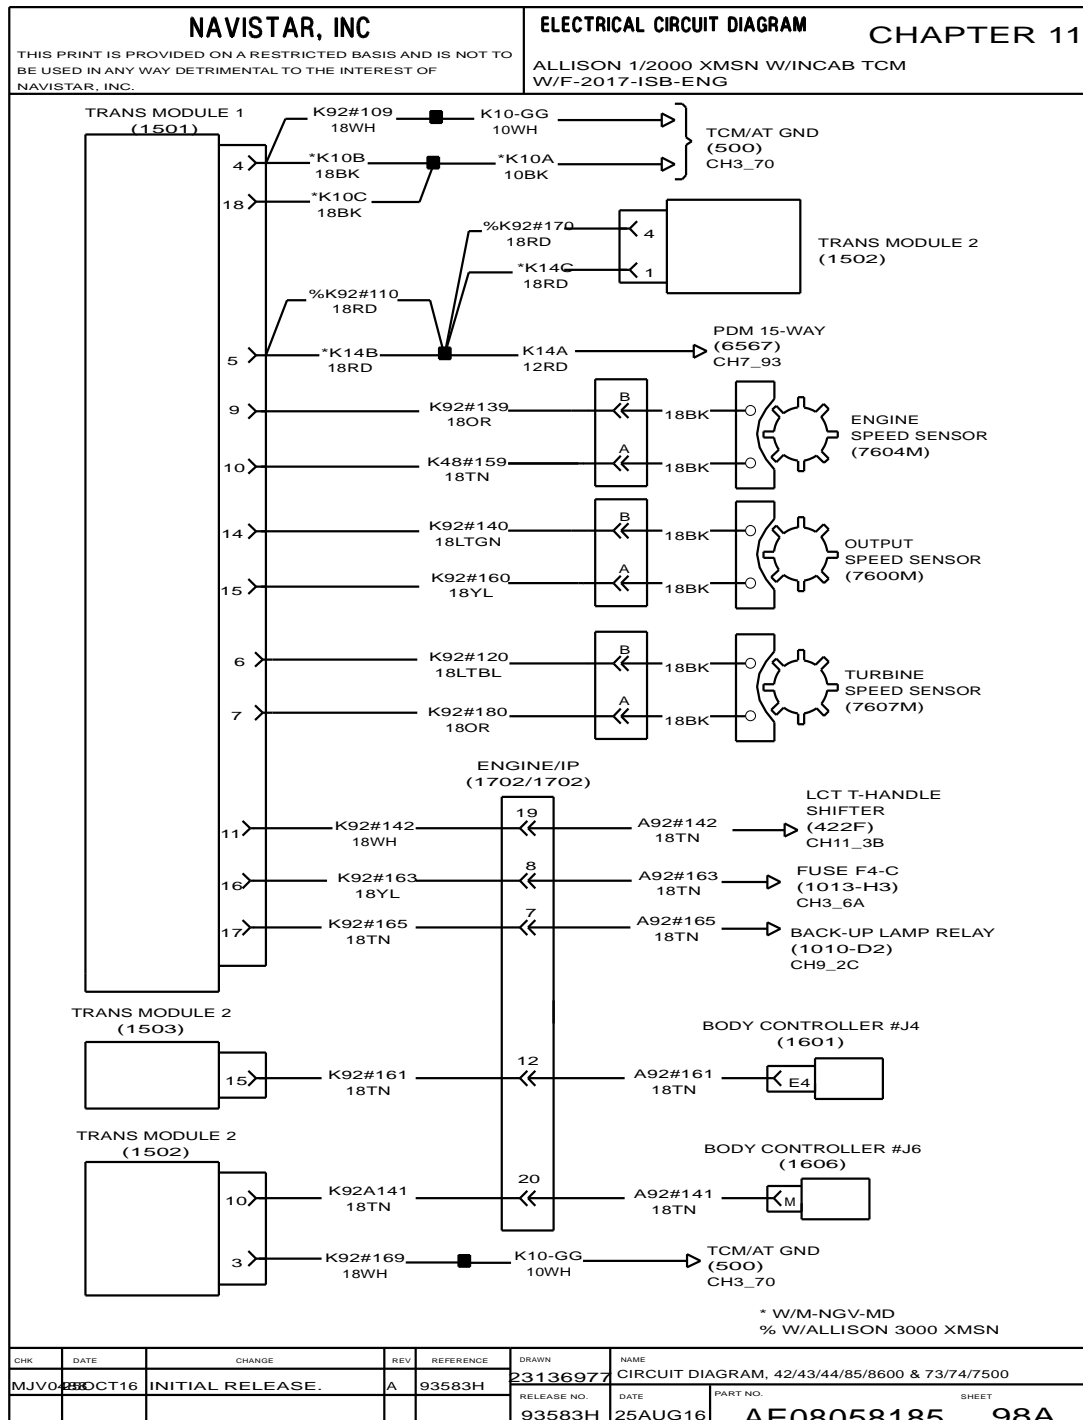 NAVISTAR, INC
THIS PRINT IS PROVIDED ON A RESTRICTED BASIS AND IS NOT TO
BE USED IN ANY WAY DETRIMENTAL TO THE INTEREST OF
NAVISTAR, INC.
ELECTRICAL CIRCUIT DIAGRAM
CHAPTER 11
ALLISON 1/2000 XMSN W/INCAB TCM
W/F-2017-ISB-ENG
TRANS MODULE 1
(1501)
K92#109
18WH
K10-GG
10WH
TCM/AT GND
(500)
CH3_70
4
*K10B
18BK
*K10A
10BK
18
*K10C
18BK
%K92#170
18RD
4
*K14C
18RD
1
TRANS MODULE 2
(1502)
%K92#110
18RD
5
*K14B
18RD
K14A
12RD
PDM 15-WAY
(6567)
CH7_93
9
K92#139
18OR
B
18BK
10
K48#159
18TN
A
18BK
ENGINE
SPEED SENSOR
(7604M)
14
K92#140
18LTGN
B
18BK
15
K92#160
18YL
A
18BK
OUTPUT
SPEED SENSOR
(7600M)
6
K92#120
18LTBL
B
18BK
7
K92#180
18OR
A
18BK
TURBINE
SPEED SENSOR
(7607M)
ENGINE/IP
(1702/1702)
11
K92#142
18WH
19
A92#142
18TN
LCT T-HANDLE
SHIFTER
(422F)
CH11_3B
16
K92#163
18YL
8
A92#163
18TN
FUSE F4-C
(1013-H3)
CH3_6A
17
K92#165
18TN
7
A92#165
18TN
BACK-UP LAMP RELAY
(1010-D2)
CH9_2C
TRANS MODULE 2
(1503)
15
K92#161
18TN
12
A92#161
18TN
BODY CONTROLLER #J4
(1601)
E4
TRANS MODULE 2
(1502)
10
K92A141
18TN
20
A92#141
18TN
BODY CONTROLLER #J6
(1606)
M
3
K92#169
18WH
K10-GG
10WH
TCM/AT GND
(500)
CH3_70
* W/M-NGV-MD
% W/ALLISON 3000 XMSN
CHK DATE CHANGE REV REFERENCE
INITIAL RELEASE. A 93583H
DRAWN
23136977
NAME
CIRCUIT DIAGRAM, 42/43/44/85/8600 & 73/74/7500
RELEASE NO.
93583H
DATE
25AUG16
PART NO.
AE08058185
SHEET
98A